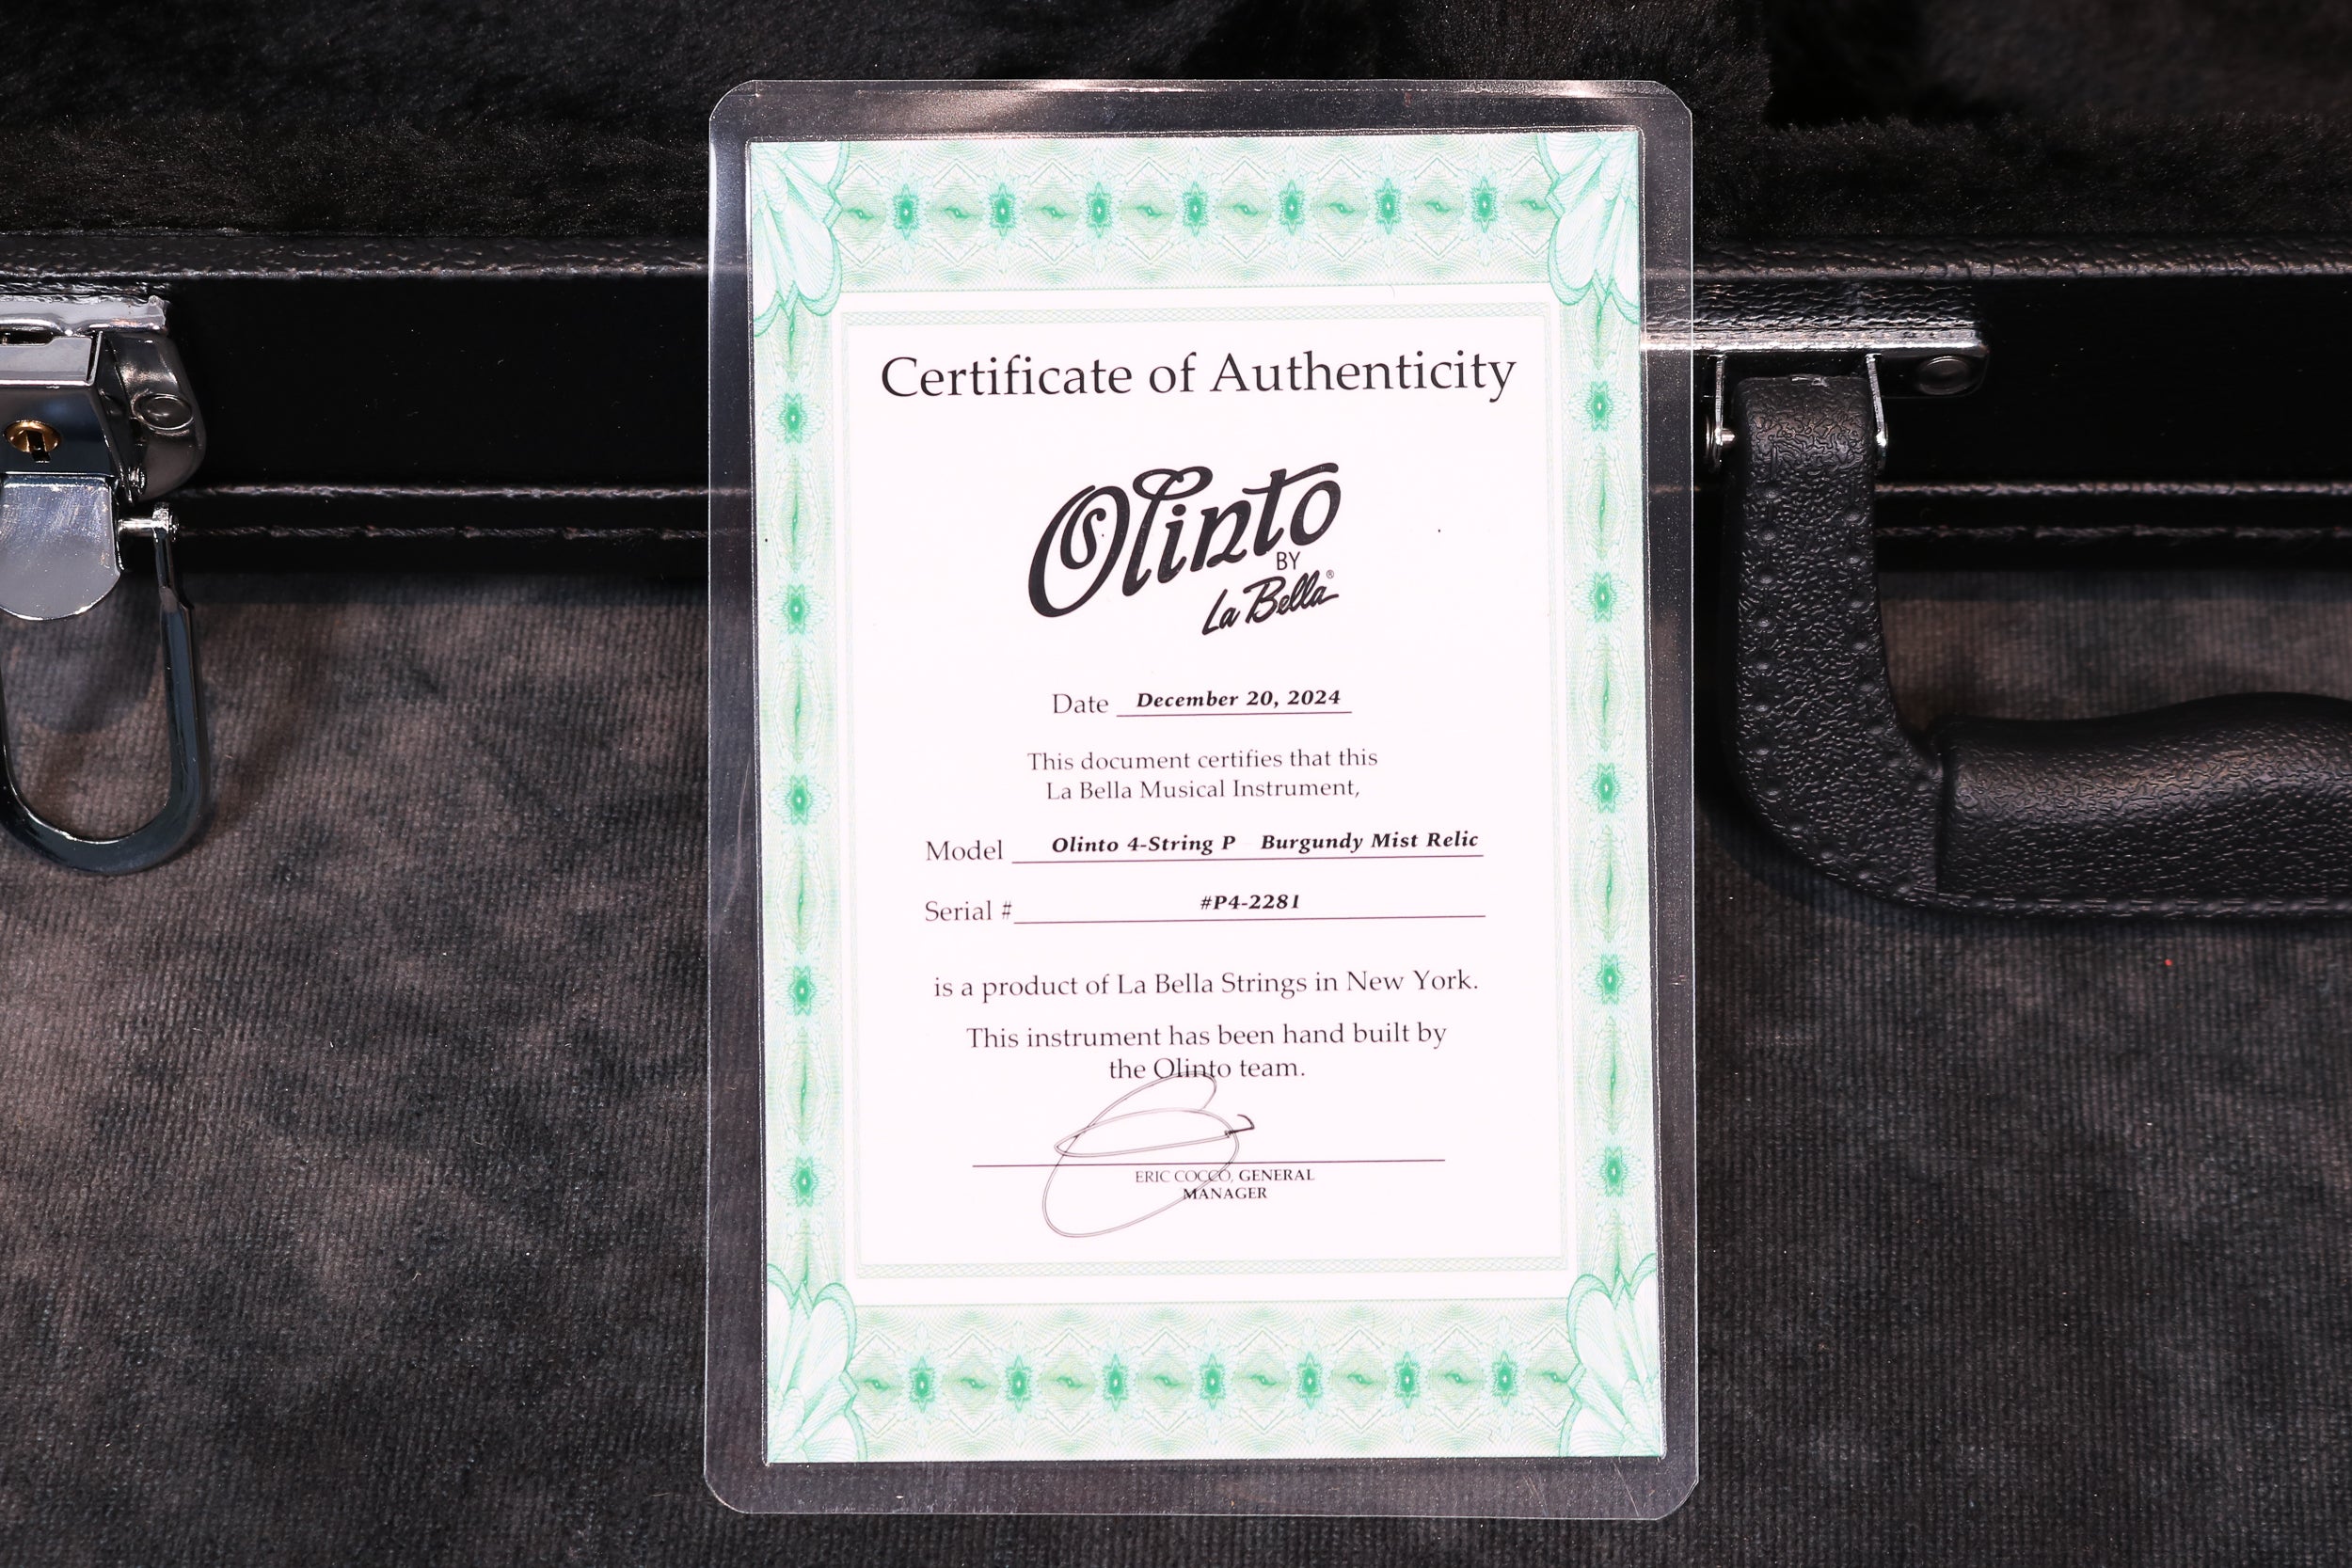 Certificate of Authenticity
Olinto
BY
La Bella®
Date December 20, 2024
This document certifies that this
La Bella Musical Instrument,
Model Olinto 4-String P Burgundy Mist Relic
Serial # #P4-2281
is a product of La Bella Strings in New York.
This instrument has been hand built by
the Olinto team.
ERIC COCCO, GENERAL
MANAGER